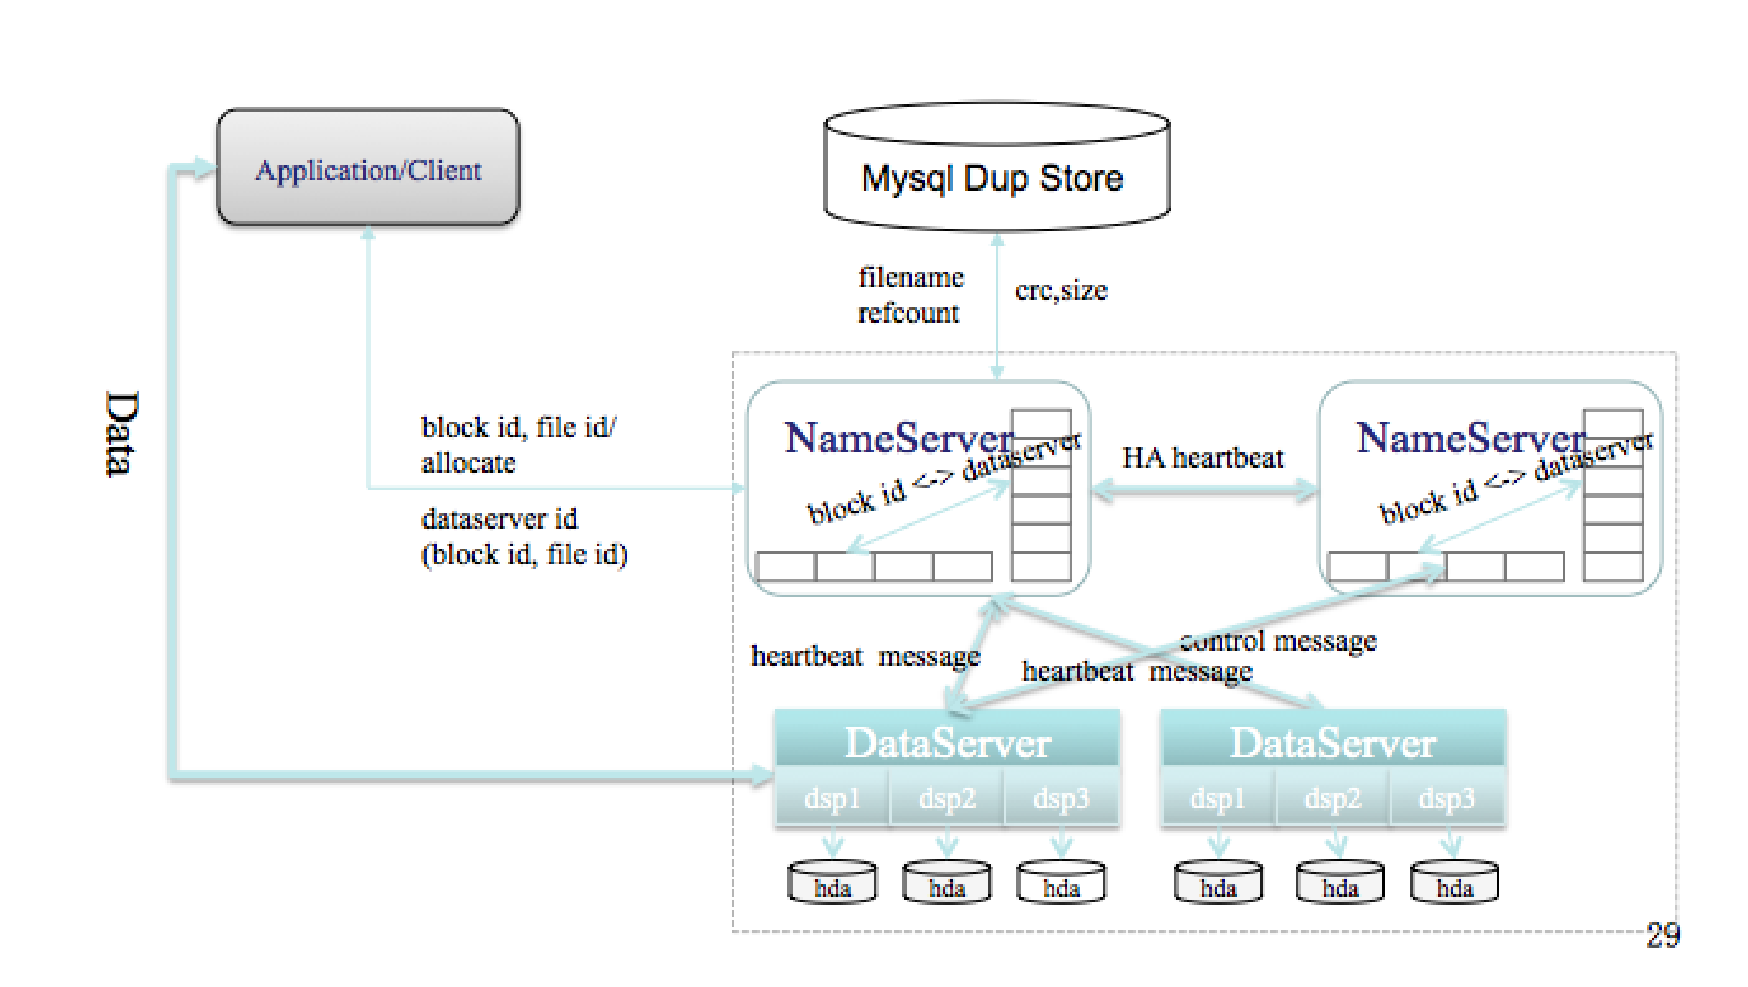 Application/Client
Mysql Dup Store
filename
refcount
crc,size
Data
block id, file id/
allocate
dataserver id
(block id, file id)
NameServer
block id <-> dataserver
HA heartbeat
NameServer
block id <-> dataserver
heartbeat message
control message
heartbeat message
DataServer
dsp1 dsp2 dsp3
hda hda hda
DataServer
dsp1 dsp2 dsp3
hda hda hda
29